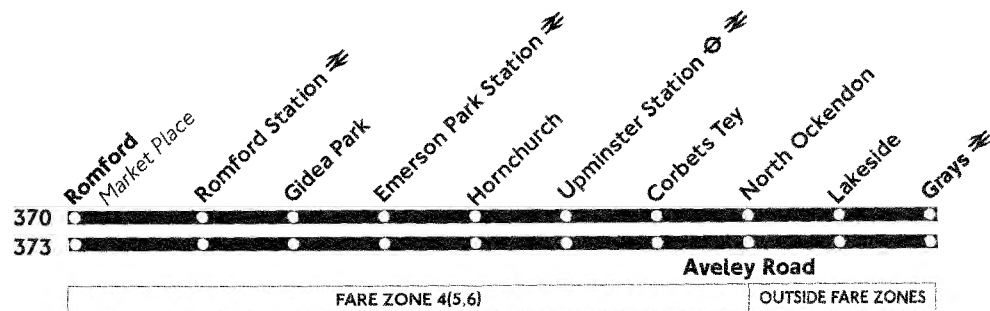 Romford
Market Place
Romford Station
Gidea Park
Emerson Park Station
Hornchurch
Upminster Station
Corbets Tey
North Ockendon
Lakeside
Grays
370
373
Aveley Road
FARE ZONE 4(5,6)
OUTSIDE FARE ZONES